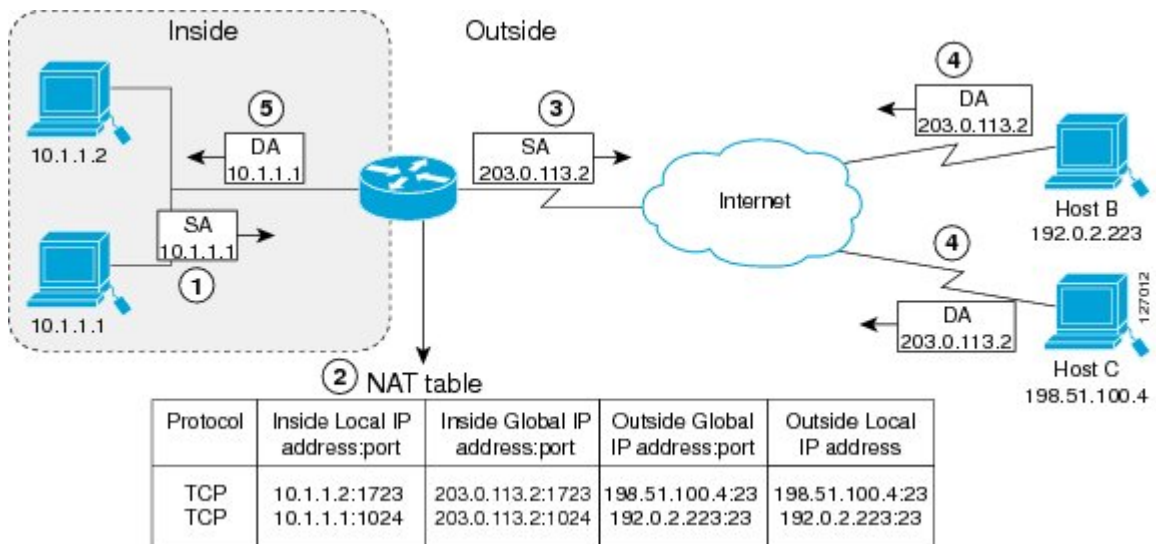 Inside
Outside
10.1.1.2
5
DA
10.1.1.1
SA
10.1.1.1
1
10.1.1.1
3
SA
203.0.113.2
Internet
4
DA
203.0.113.2
Host B
192.0.2.223
4
DA
203.0.113.2
Host C
198.51.100.4
127012
2 NAT table
Protocol
Inside Local IP
address:port
Inside Global IP
address:port
Outside Global
IP address:port
Outside Local
IP address
TCP 10.1.1.2:1723 203.0.113.2:1723 198.51.100.4:23 198.51.100.4:23
TCP 10.1.1.1:1024 203.0.113.2:1024 192.0.2.223:23 192.0.2.223:23